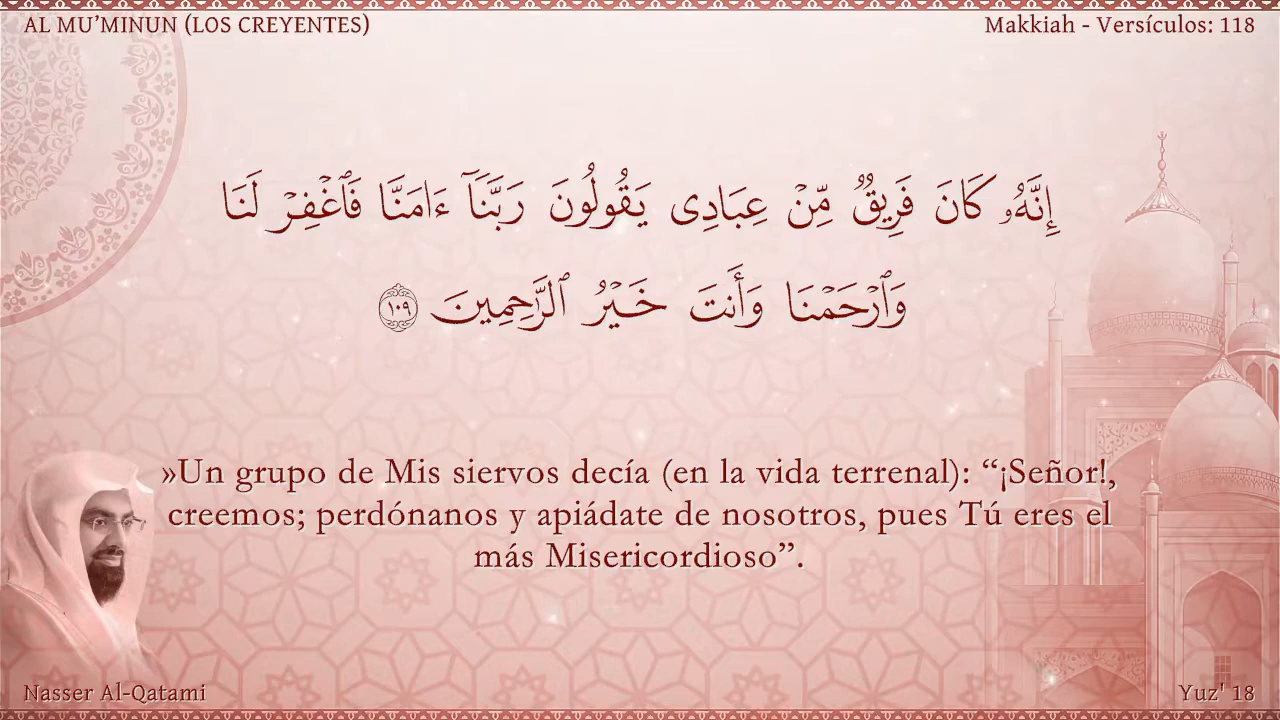 AL MU’MINUN (LOS CREYENTES)
Makkiah - Versículos: 118
إِنَّهُۥ كَانَ فَرِيقٌ مِّنْ عِبَادِى يَقُولُونَ رَبَّنَآ ءَامَنَّا فَٱغْفِرْ لَنَا
وَٱرْحَمْنَا وَأَنتَ خَيْرُ ٱلرَّٰحِمِينَ ١٠٩
»Un grupo de Mis siervos decía (en la vida terrenal): “¡Señor!,
creemos; perdónanos y apiádate de nosotros, pues Tú eres el
más Misericordioso”.
Nasser Al-Qatami
Yuz' 18